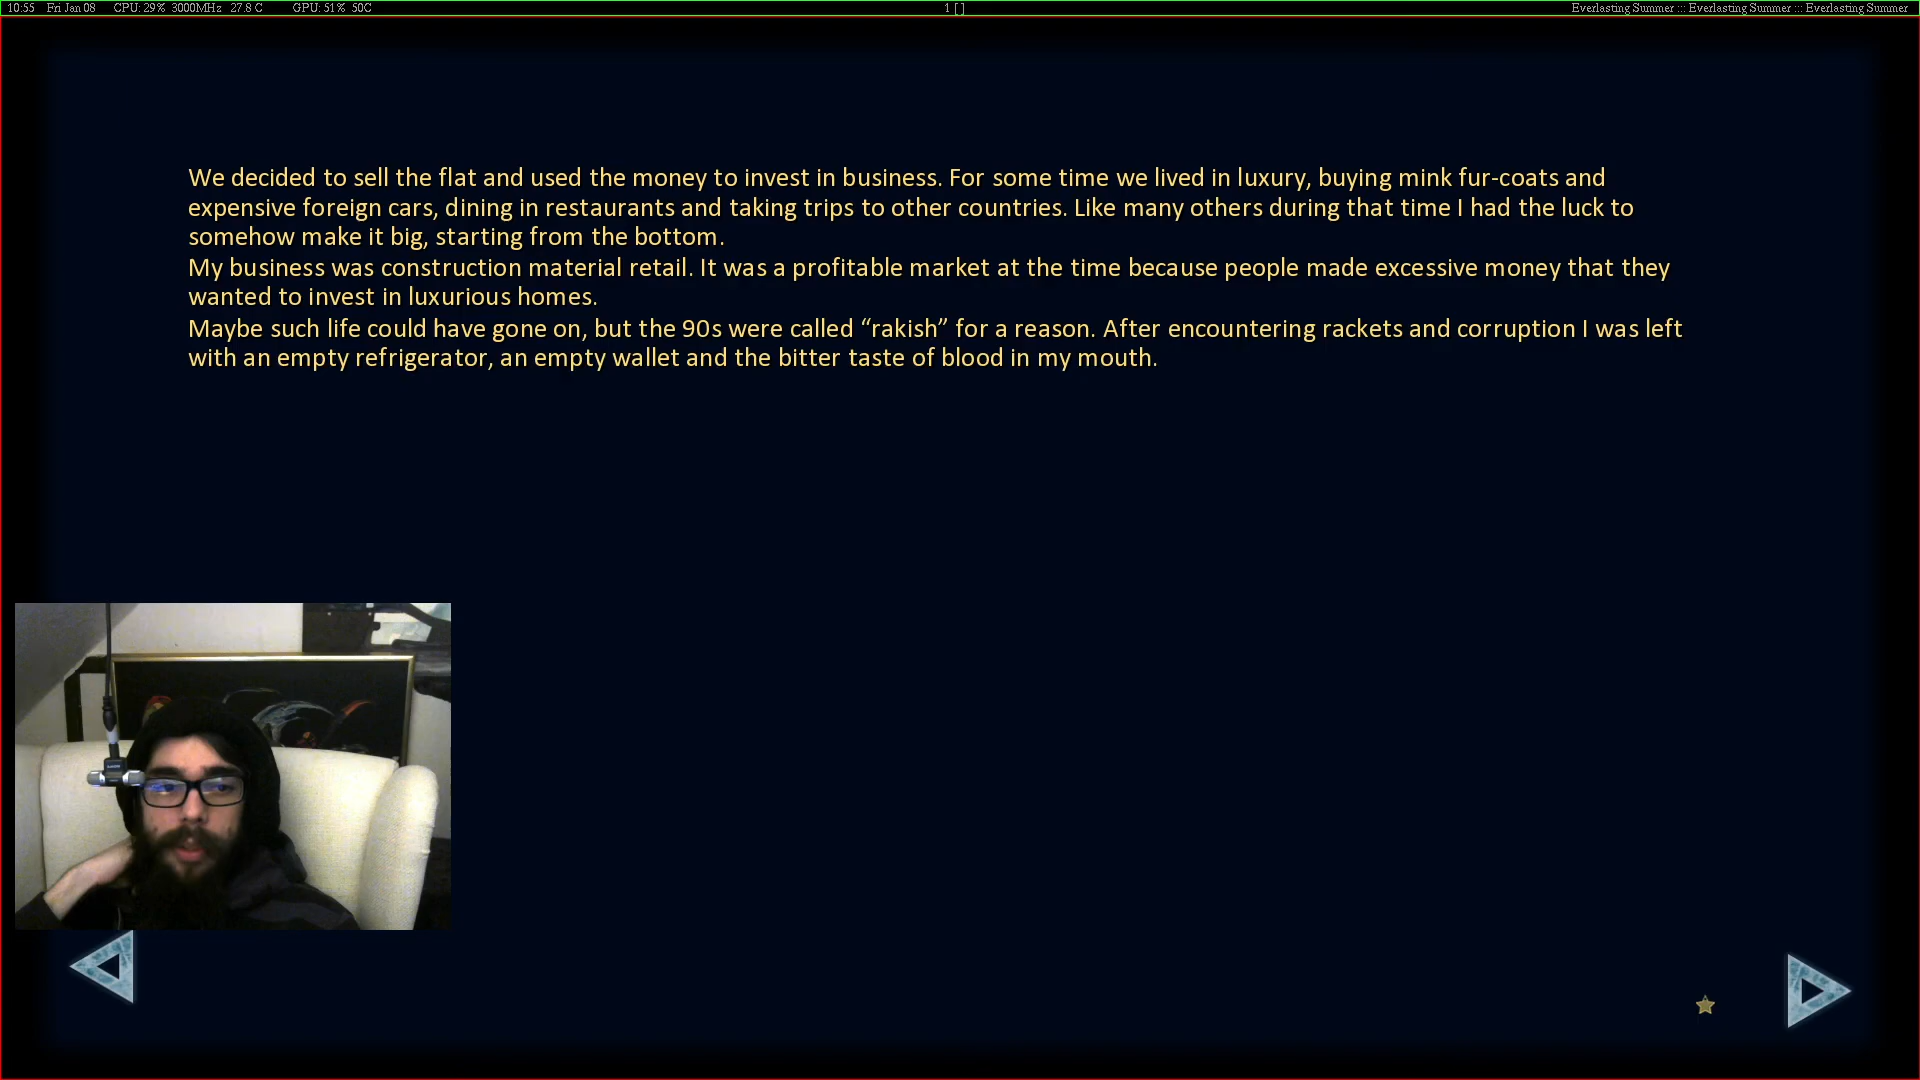 10:55 Fri Jan 08 CPU: 29% 3000MHz 27.8 C GPU: 51% 50C 1 [ ] Everlasting Summer ::: Everlasting Summer ::: Everlasting Summer
We decided to sell the flat and used the money to invest in business. For some time we lived in luxury, buying mink fur-coats and
expensive foreign cars, dining in restaurants and taking trips to other countries. Like many others during that time I had the luck to
somehow make it big, starting from the bottom.
My business was construction material retail. It was a profitable market at the time because people made excessive money that they
wanted to invest in luxurious homes.
Maybe such life could have gone on, but the 90s were called “rakish” for a reason. After encountering rackets and corruption I was left
with an empty refrigerator, an empty wallet and the bitter taste of blood in my mouth.